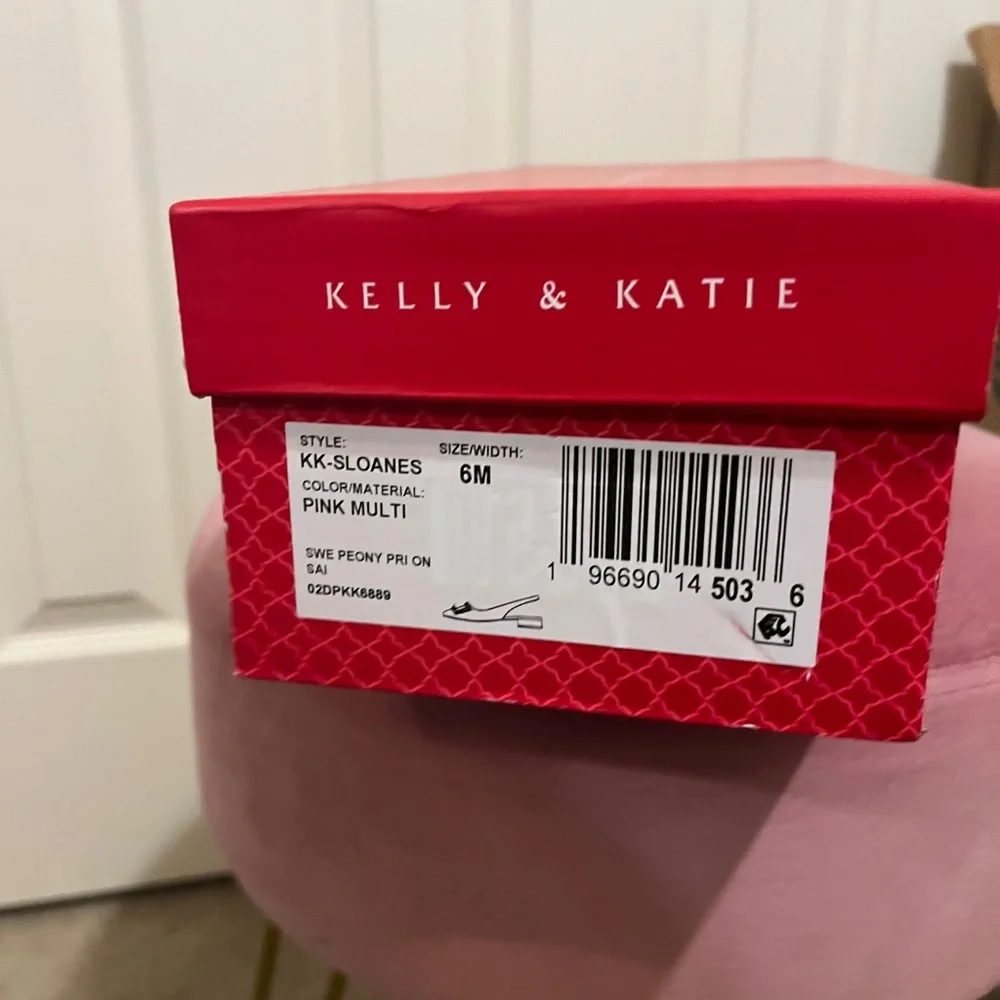 KELLY & KATIE
STYLE:
KK-SLOANES
COLOR/MATERIAL:
PINK MULTI
SIZE/WIDTH:
6M
SWE PEONY PRI ON
SAI
02DPKK6889
1 96690 14 503 6